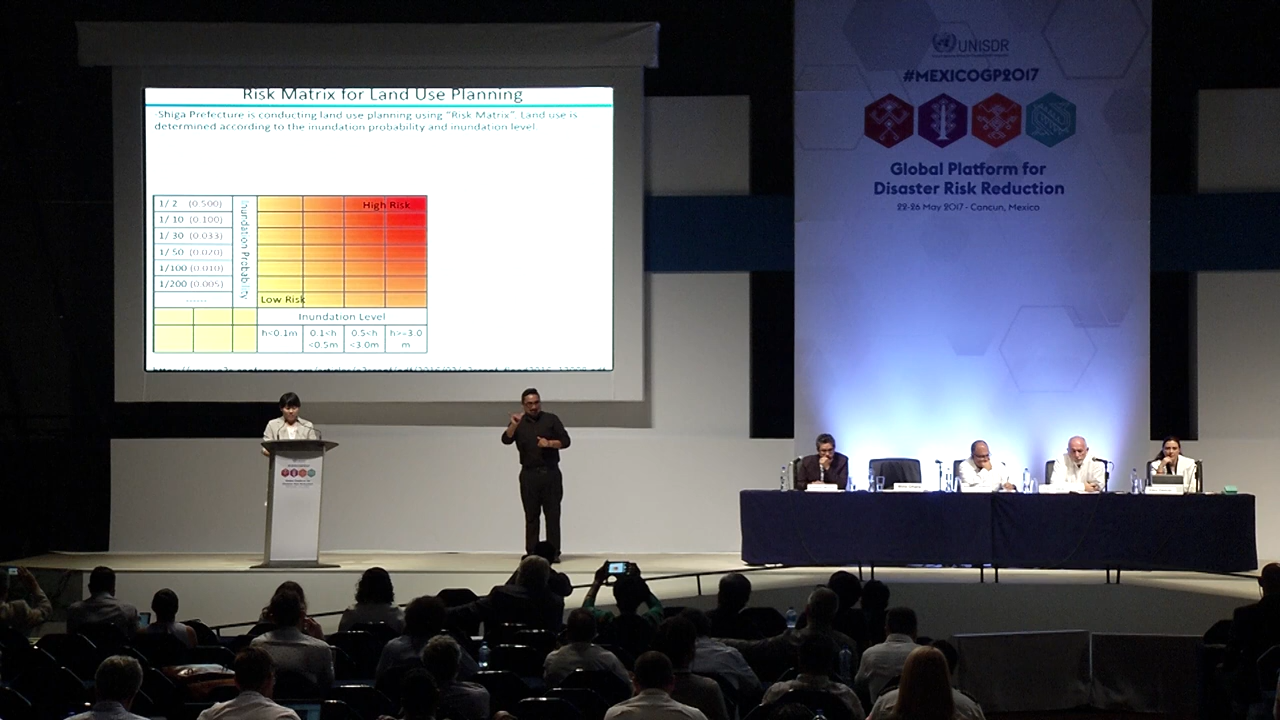 Risk Matrix for Land Use Planning
-Shiga Prefecture is conducting land use planning using "Risk Matrix". Land use is
determined according to the inundation probability and inundation level.
1/ 2 (0.500)
1/ 10 (0.100)
1/ 30 (0.033)
1/ 50 (0.020)
1/100 (0.010)
1/200 (0.005)
------
Inundation Probability
High Risk
Low Risk
Inundation Level
h<0.1m
0.1<h
<0.5m
0.5<h
<3.0m
h>=3.0
m
UNISDR
#MEXICOGP2017
Global Platform for
Disaster Risk Reduction
22-26 May 2017 - Cancun, Mexico